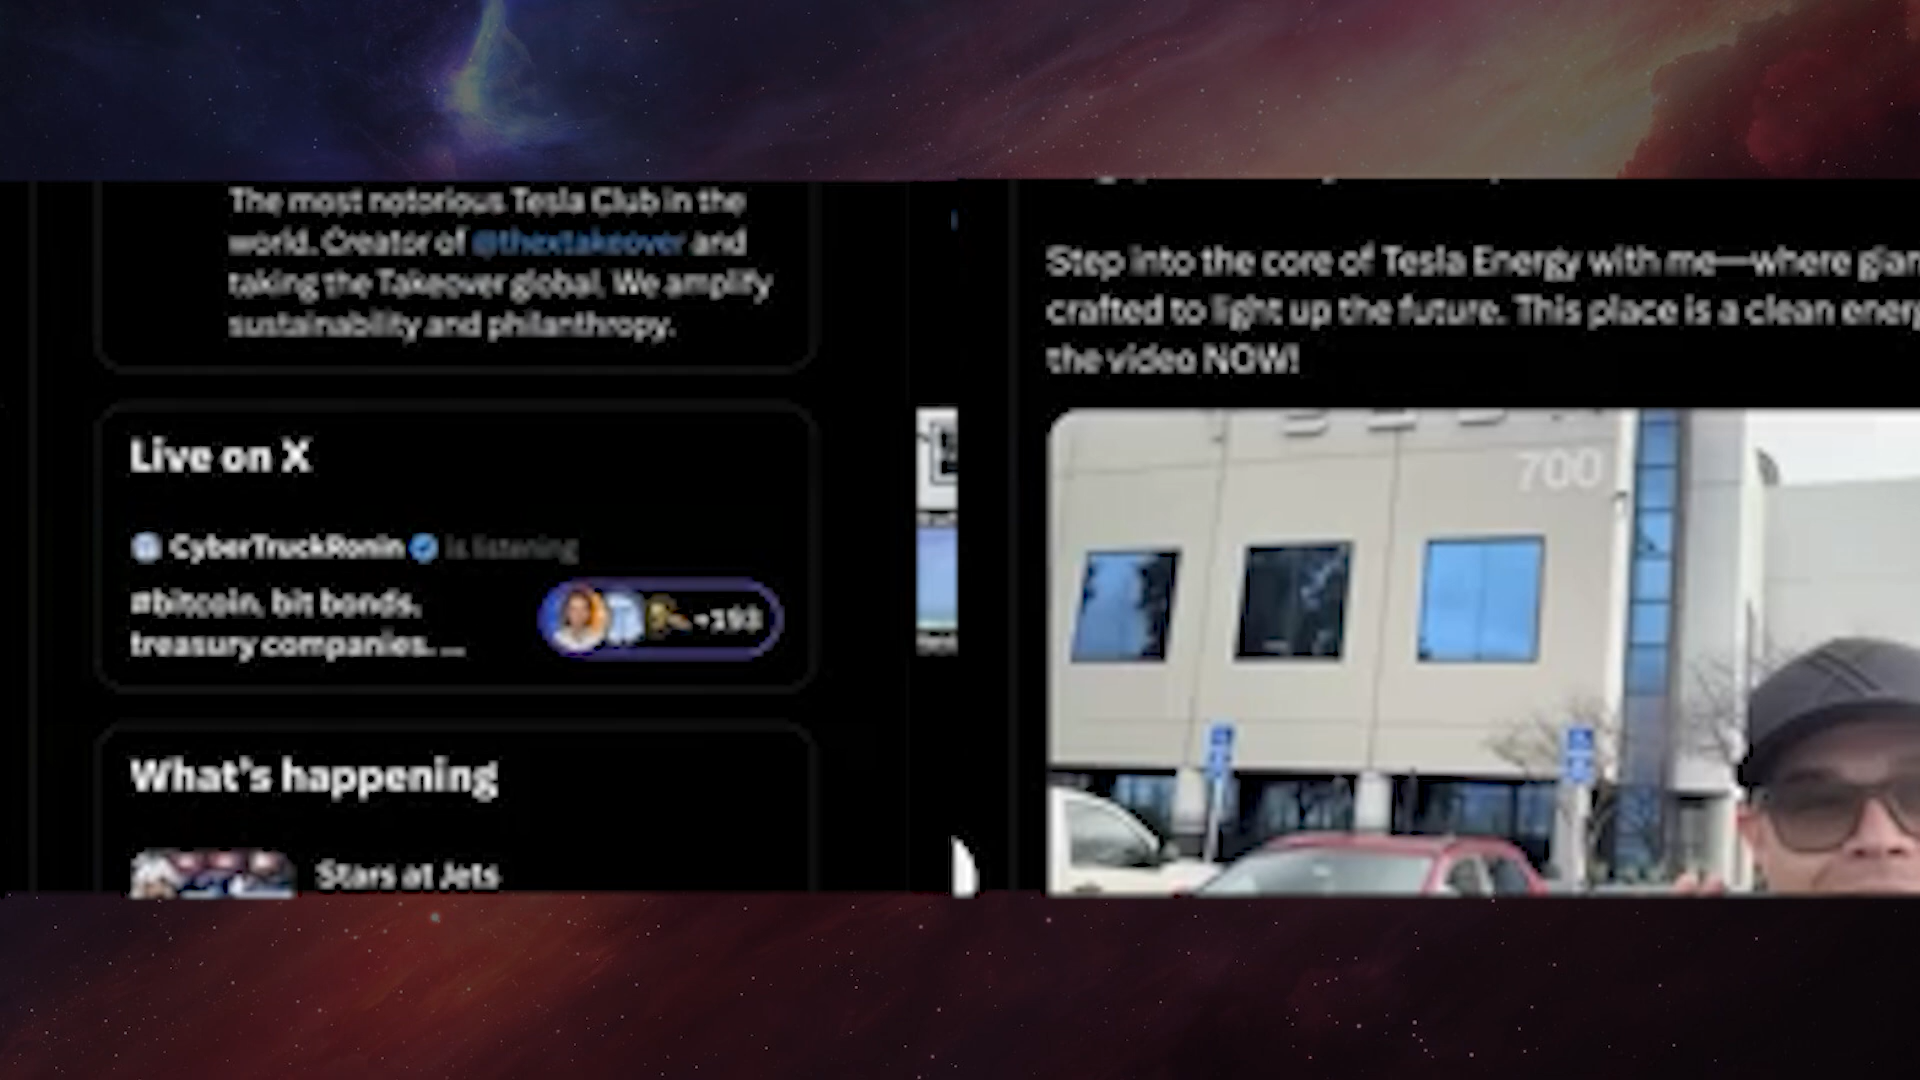 The most notorious Tesla Club in the
world. Creator of @thextakeover and
taking the Takeover global. We amplify
sustainability and philanthropy.
Live on X
CyberTruckRonin is listening
#bitcoin. bit bonds.
treasury companies. ...
+193
What's happening
Stars at Jets
Step into the core of Tesla Energy with me—where
crafted to light up the future. This place is a clean
the video NOW!
700